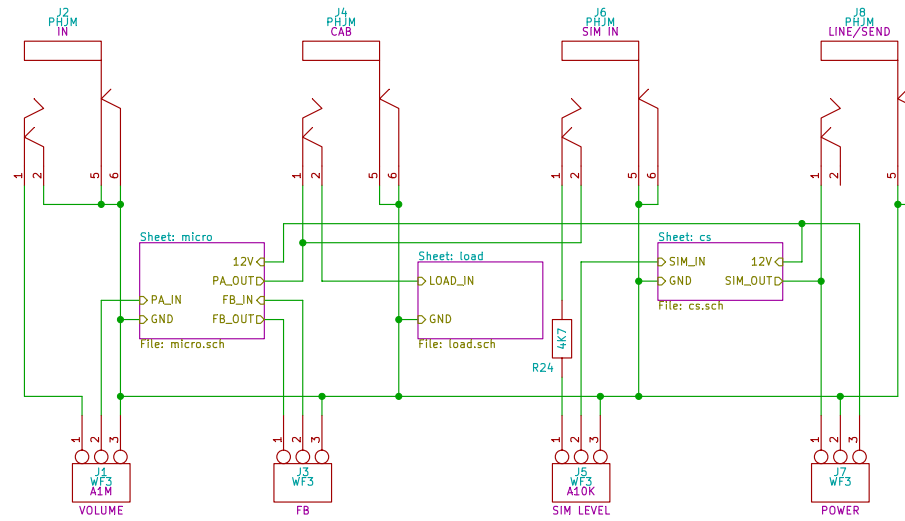 J2
PHJM
IN
J4
PHJM
CAB
J6
PHJM
SIM IN
J8
PHJM
LINE/SEND
1
2
5
6
1
2
5
6
1
2
5
6
1
2
5
Sheet: micro
12V
PA_OUT
PA_IN
FB_IN
GND
FB_OUT
File: micro.sch
Sheet: load
LOAD_IN
GND
File: load.sch
Sheet: cs
SIM_IN
12V
GND
SIM_OUT
File: cs.sch
4K7
R24
1
2
3
J1
WF3
A1M
VOLUME
1
2
3
J3
WF3
FB
1
2
3
J5
WF3
A10K
SIM LEVEL
1
2
3
J7
WF3
POWER